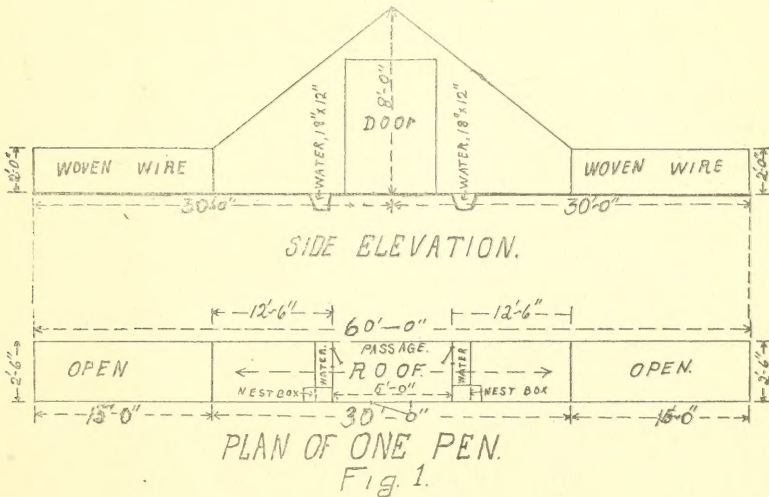 8'-0"
DOOR
WATER, 18"x12"
WATER, 18"x12"
2'-0"
WOVEN WIRE
WOVEN WIRE
2'-0"
30'-0"
30'-0"
SIDE ELEVATION.
12'-6"
12'-6"
60'-0"
2'-6"
OPEN
WATER.
PASSAGE.
ROOF.
WATER
OPEN.
2'-6"
NEST BOX
5'-0"
NEST BOX
15'-0"
30'-0"
15'-0"
PLAN OF ONE PEN.
Fig. 1.